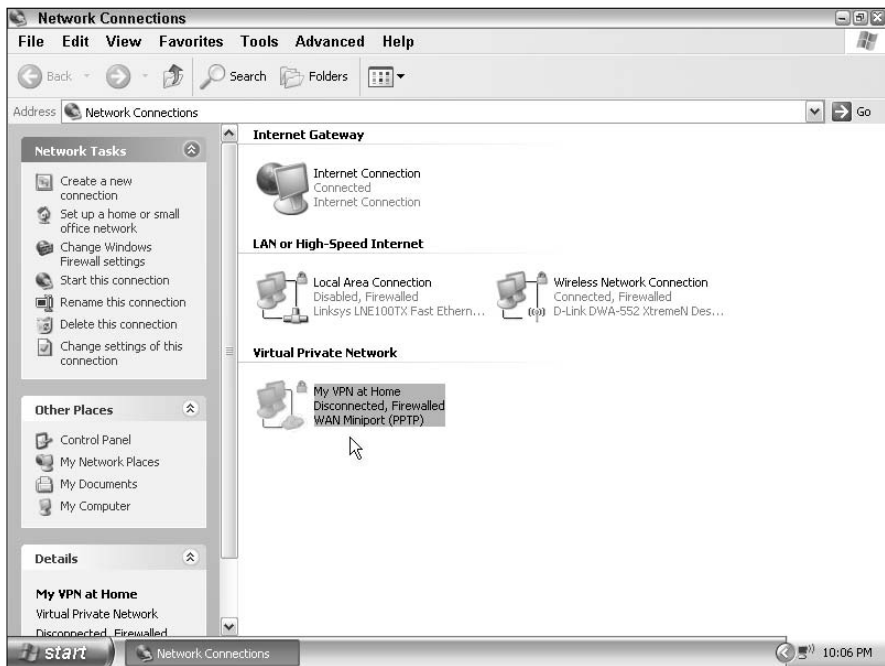 Network Connections
File Edit View Favorites Tools Advanced Help
Back Search Folders
Address Network Connections Go
Network Tasks
Create a new
connection
Set up a home or small
office network
Change Windows
Firewall settings
Start this connection
Rename this connection
Delete this connection
Change settings of this
connection
Other Places
Control Panel
My Network Places
My Documents
My Computer
Details
My VPN at Home
Virtual Private Network
Disconnected, Firewalled
Internet Gateway
Internet Connection
Connected
Internet Connection
LAN or High-Speed Internet
Local Area Connection
Disabled, Firewalled
Linksys LNE100TX Fast Ethern...
Wireless Network Connection
Connected, Firewalled
D-Link DWA-552 XtremeN Des...
Virtual Private Network
My VPN at Home
Disconnected, Firewalled
WAN Miniport (PPTP)
start Network Connections 10:06 PM